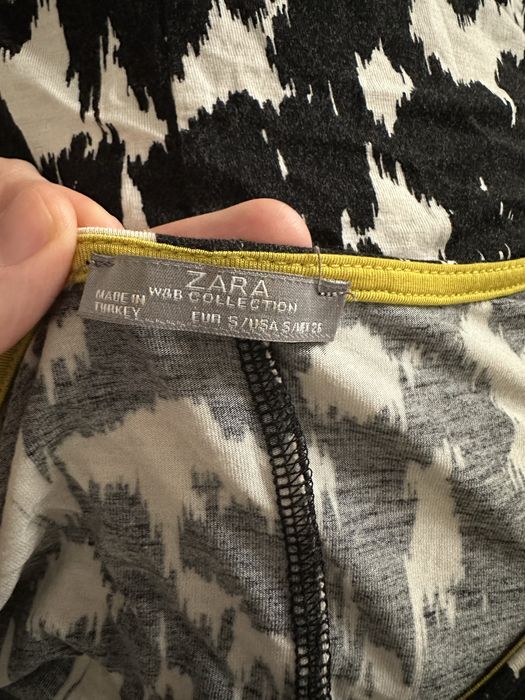 ZARA
W&B COLLECTION
MADE IN
TURKEY
EUR S/USA S/MEX 26